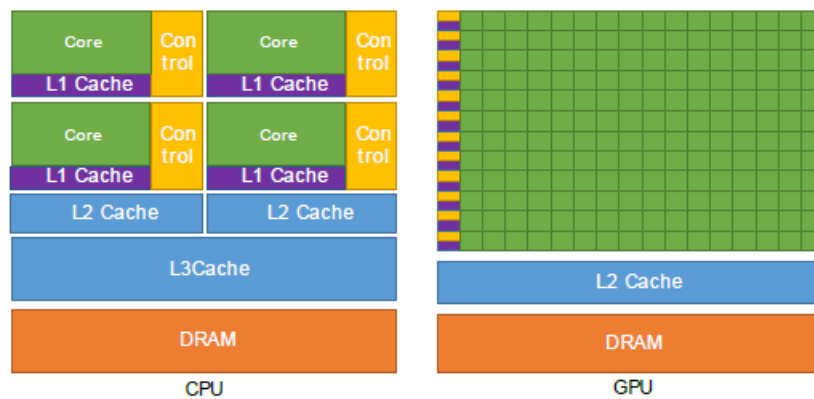 Core
Con
trol
L1 Cache
Core
Con
trol
L1 Cache
Core
Con
trol
L1 Cache
Core
Con
trol
L1 Cache
L2 Cache
L2 Cache
L3Cache
DRAM
CPU
L2 Cache
DRAM
GPU